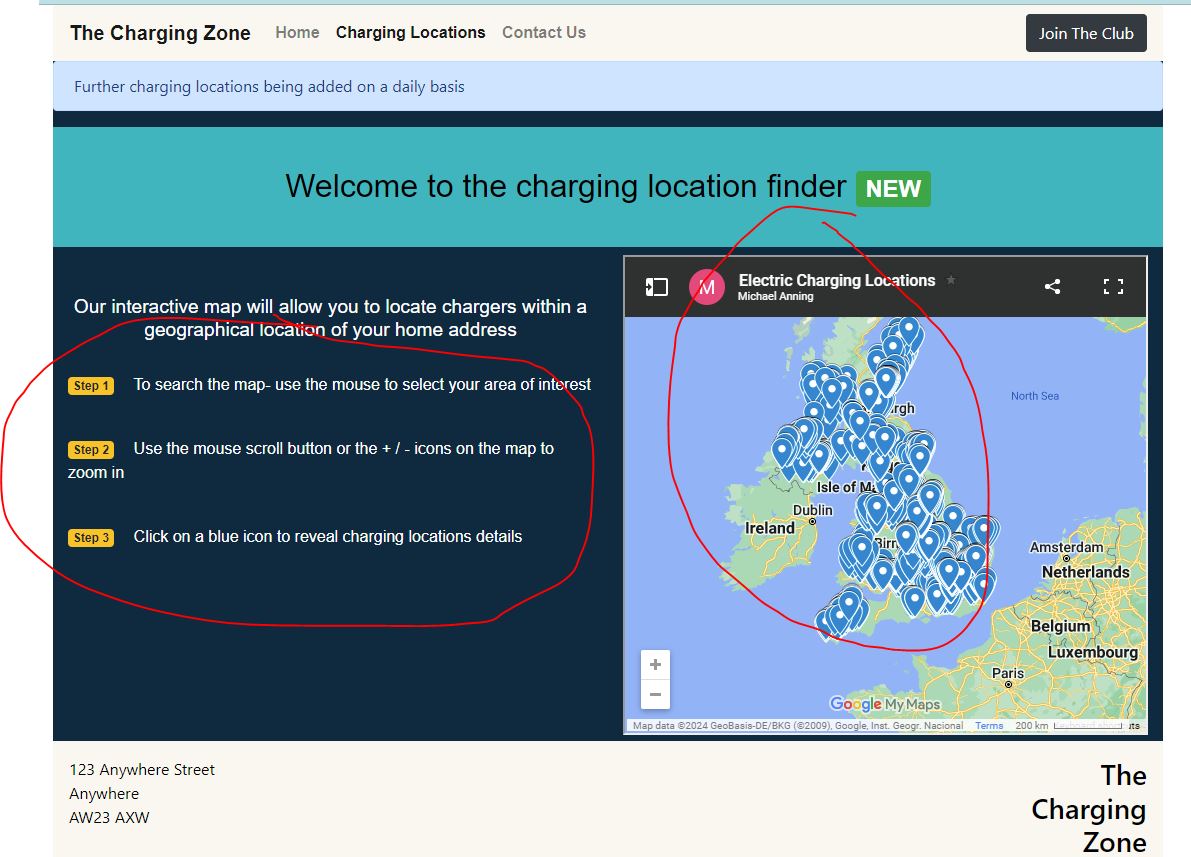 The Charging Zone Home Charging Locations Contact Us Join The Club
Further charging locations being added on a daily basis
Welcome to the charging location finder NEW
Our interactive map will allow you to locate chargers within a
geographical location of your home address
Step 1 To search the map- use the mouse to select your area of interest
Step 2 Use the mouse scroll button or the + / - icons on the map to
zoom in
Step 3 Click on a blue icon to reveal charging locations details
M Electric Charging Locations
Michael Anning
North Sea
Isle of
Dublin
Ireland
Amsterdam
Netherlands
Belgium
Luxembourg
Paris
+
−
Google My Maps
Map data ©2024 GeoBasis-DE/BKG (©2009), Google, Inst. Geogr. Nacional Terms 200 km
123 Anywhere Street
Anywhere
AW23 AXW
The
Charging
Zone